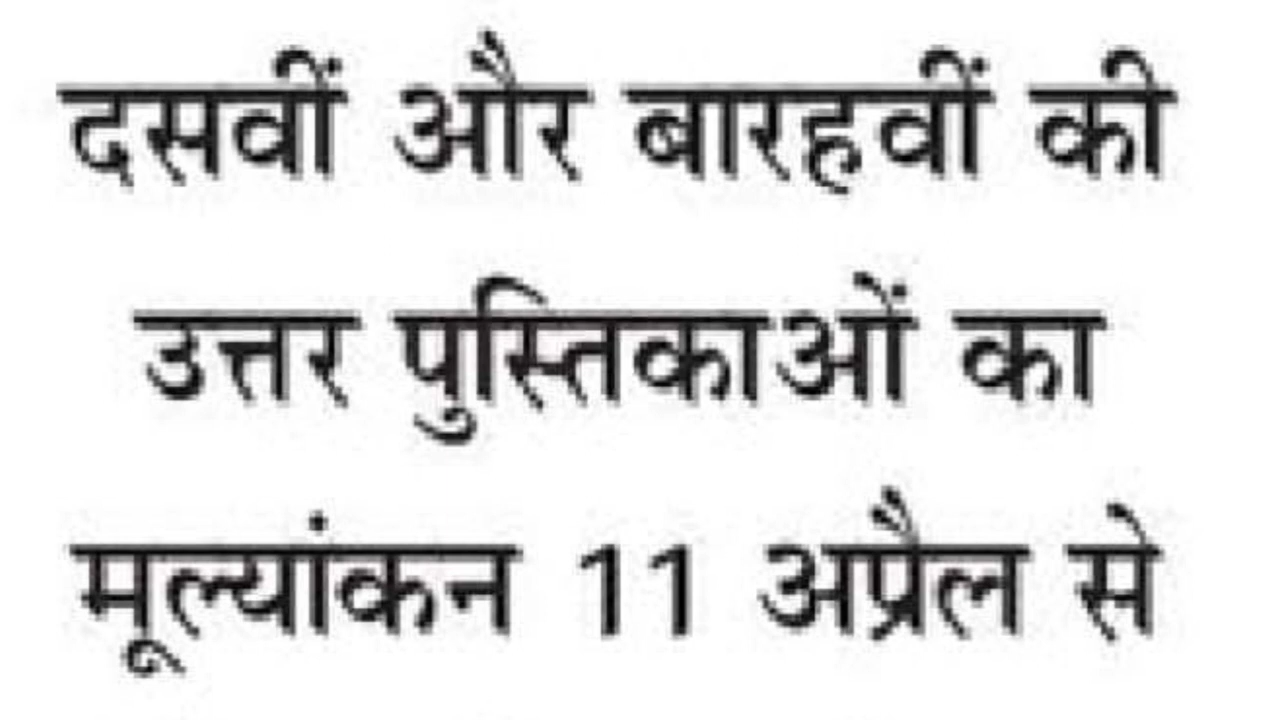 दसवीं और बारहवीं की
उत्तर पुस्तिकाओं का
मूल्यांकन 11 अप्रैल से